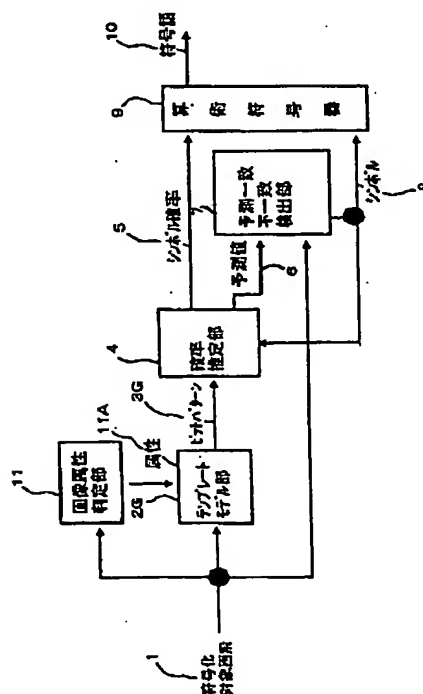 1
符号化
対象画素
11
画像属性
判定部
11A
属性
2G
テンプレート
モデル部
3G
ビットパターン
4
確率
推定部
5
シンボル確率
予測値
6
予測一致
不一致
検出部
シンボル
9
算術符号器
10
符号語